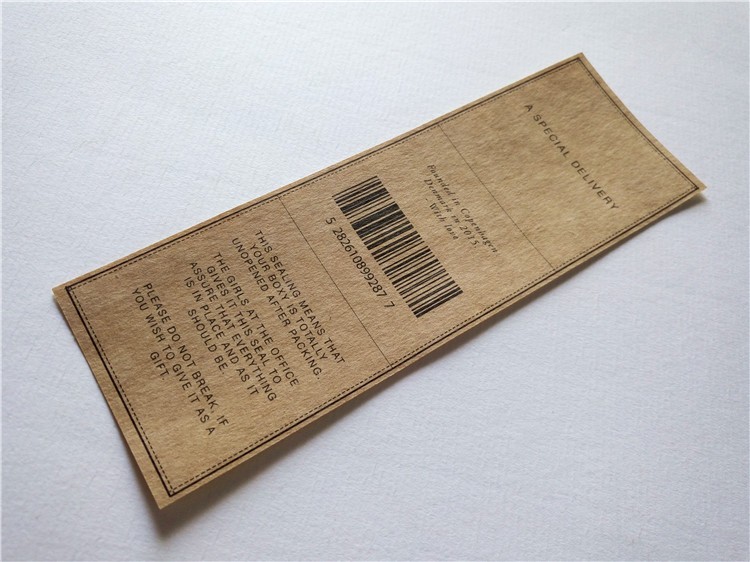 A SPECIAL DELIVERY
Founded in Copenhagen
Denmark in 2015.
With love
5 282610899287 7
THIS SEALING MEANS THAT
YOUR BOXY IS TOTALLY
UNOPENED AFTER PACKING.
THE GIRLS AT THE OFFICE
GIVES IT THIS SEAL TO
ASSURE THAT EVERYTHING
IS IN PLACE AND AS IT
SHOULD BE
PLEASE DO NOT BREAK, IF
YOU WISH TO GIVE IT AS A
GIFT.